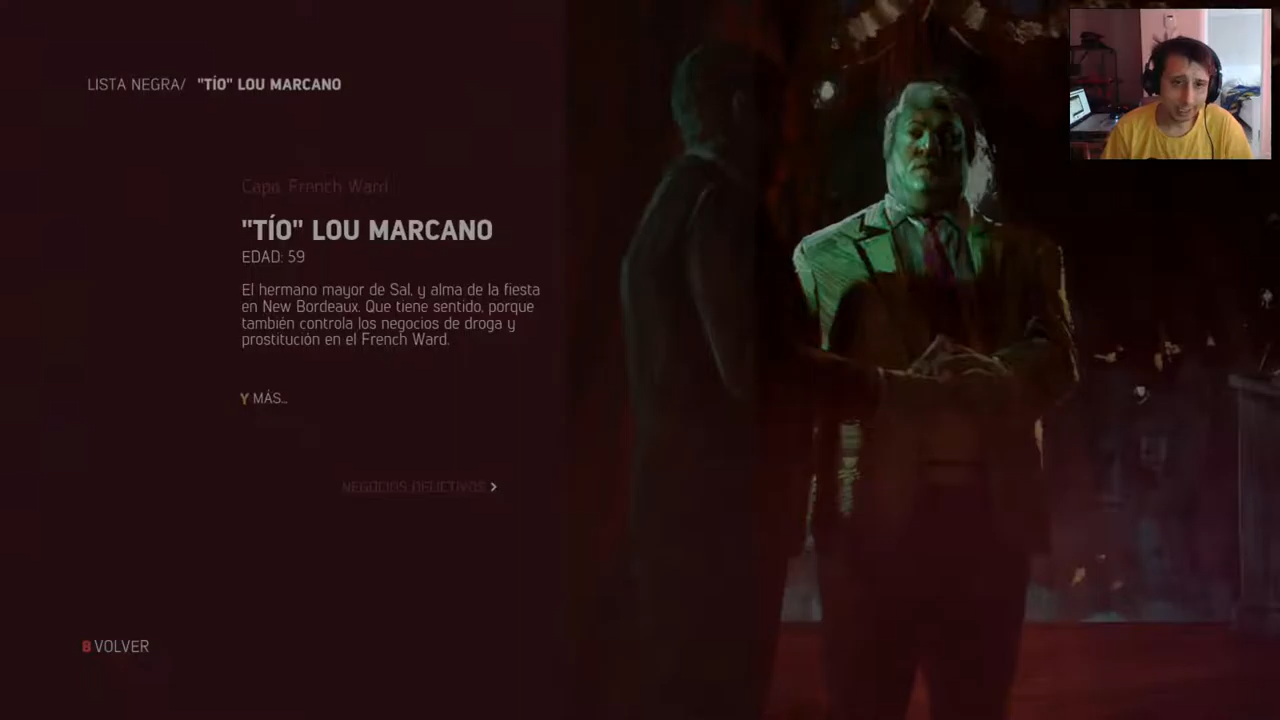 LISTA NEGRA/ "TÍO" LOU MARCANO
Capo. French Ward
"TÍO" LOU MARCANO
EDAD: 59
El hermano mayor de Sal, y alma de la fiesta
en New Bordeaux. Que tiene sentido, porque
también controla los negocios de droga y
prostitución en el French Ward.
Y MÁS...
NEGOCIOS DELICTIVOS >
B VOLVER